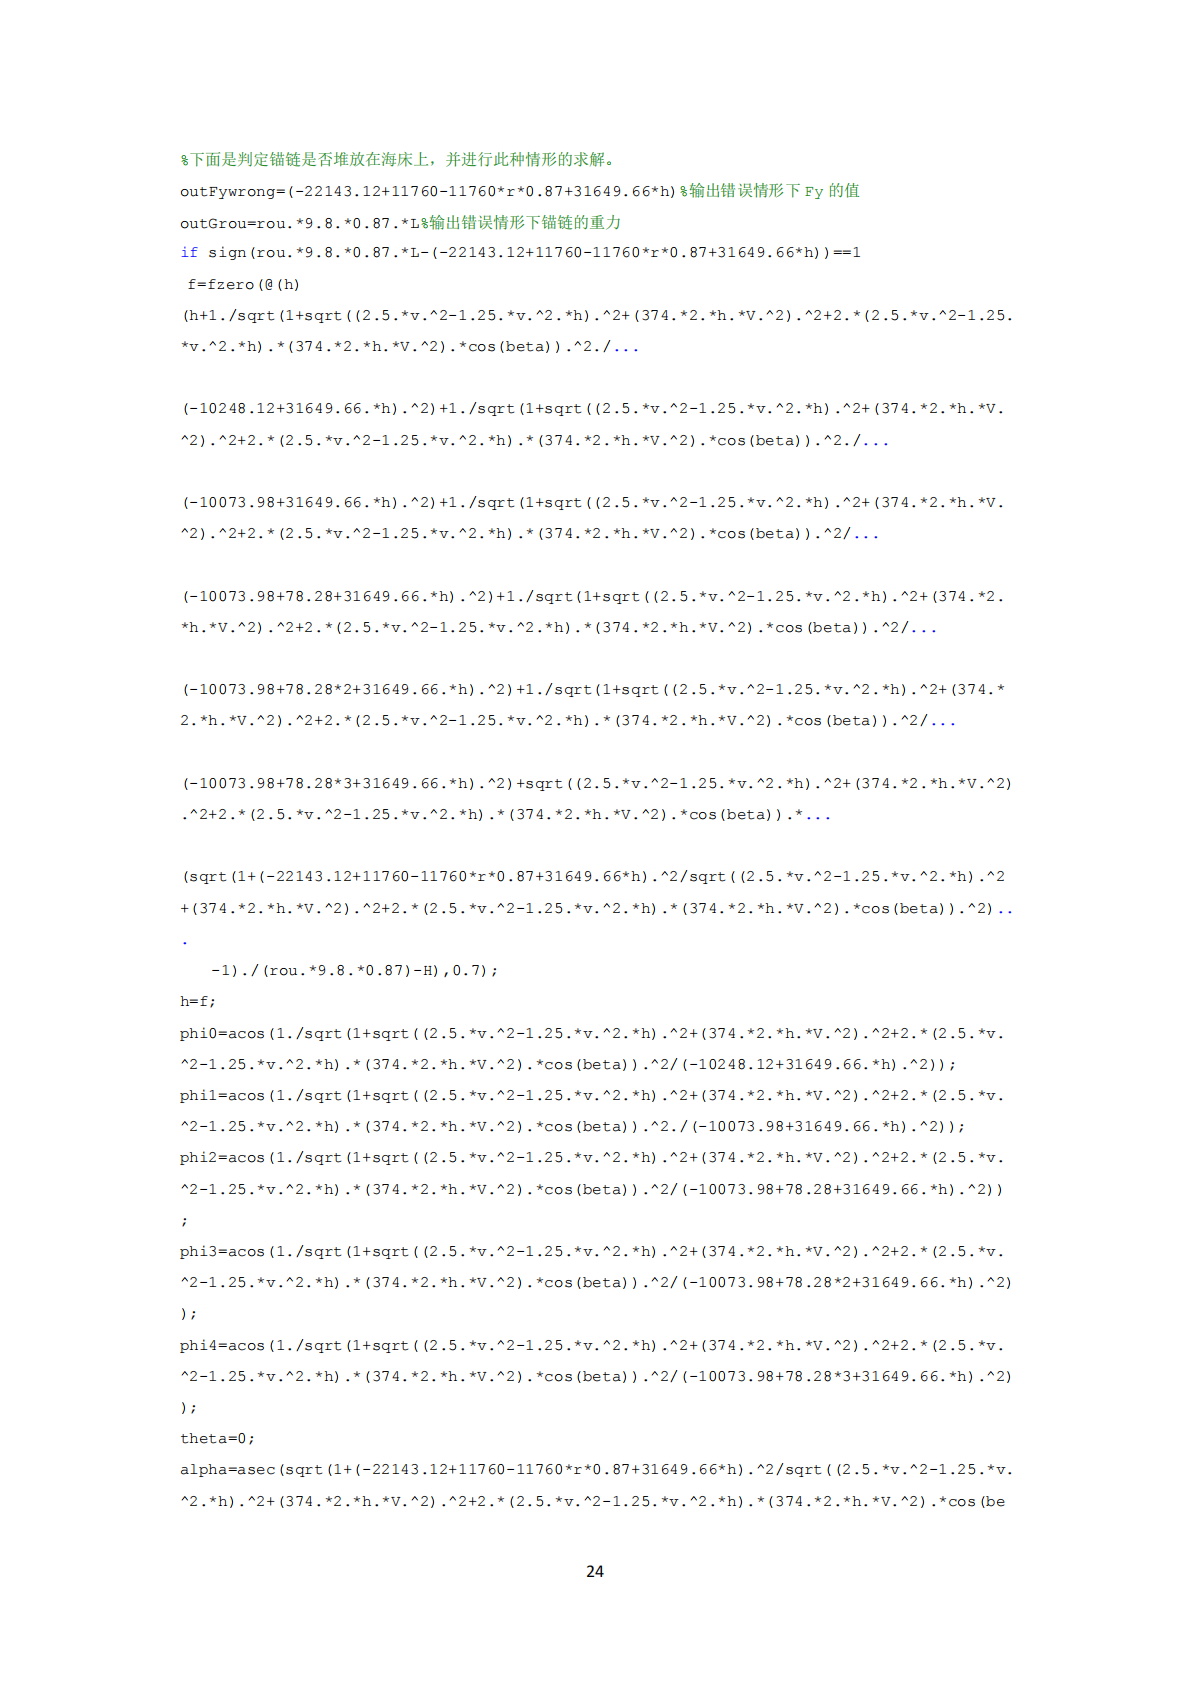 %下面是判定锚链是否堆放在海床上，并进行此种情形的求解。
outFywrong=(-22143.12+11760-11760*r*0.87+31649.66*h)%输出错误情形下 Fy 的值
outGrou=rou.*9.8.*0.87.*L%输出错误情形下锚链的重力
if sign(rou.*9.8.*0.87.*L-(-22143.12+11760-11760*r*0.87+31649.66*h))==1
f=fzero(@(h)
(h+1./sqrt(1+sqrt((2.5.*v.^2-1.25.*v.^2.*h).^2+(374.*2.*h.*V.^2).^2+2.*(2.5.*v.^2-1.25.
*v.^2.*h).*(374.*2.*h.*V.^2).*cos(beta)).^2./...
(-10248.12+31649.66.*h).^2)+1./sqrt(1+sqrt((2.5.*v.^2-1.25.*v.^2.*h).^2+(374.*2.*h.*V.
^2).^2+2.*(2.5.*v.^2-1.25.*v.^2.*h).*(374.*2.*h.*V.^2).*cos(beta)).^2./...
(-10073.98+31649.66.*h).^2)+1./sqrt(1+sqrt((2.5.*v.^2-1.25.*v.^2.*h).^2+(374.*2.*h.*V.
^2).^2+2.*(2.5.*v.^2-1.25.*v.^2.*h).*(374.*2.*h.*V.^2).*cos(beta)).^2/...
(-10073.98+78.28+31649.66.*h).^2)+1./sqrt(1+sqrt((2.5.*v.^2-1.25.*v.^2.*h).^2+(374.*2.
*h.*V.^2).^2+2.*(2.5.*v.^2-1.25.*v.^2.*h).*(374.*2.*h.*V.^2).*cos(beta)).^2/...
(-10073.98+78.28*2+31649.66.*h).^2)+1./sqrt(1+sqrt((2.5.*v.^2-1.25.*v.^2.*h).^2+(374.*
2.*h.*V.^2).^2+2.*(2.5.*v.^2-1.25.*v.^2.*h).*(374.*2.*h.*V.^2).*cos(beta)).^2/...
(-10073.98+78.28*3+31649.66.*h).^2)+sqrt((2.5.*v.^2-1.25.*v.^2.*h).^2+(374.*2.*h.*V.^2)
.^2+2.*(2.5.*v.^2-1.25.*v.^2.*h).*(374.*2.*h.*V.^2).*cos(beta)).*...
(sqrt(1+(-22143.12+11760-11760*r*0.87+31649.66*h).^2/sqrt((2.5.*v.^2-1.25.*v.^2.*h).^2
+(374.*2.*h.*V.^2).^2+2.*(2.5.*v.^2-1.25.*v.^2.*h).*(374.*2.*h.*V.^2).*cos(beta)).^2)..
.
-1)./(rou.*9.8.*0.87)-H),0.7);
h=f;
phi0=acos(1./sqrt(1+sqrt((2.5.*v.^2-1.25.*v.^2.*h).^2+(374.*2.*h.*V.^2).^2+2.*(2.5.*v.
^2-1.25.*v.^2.*h).*(374.*2.*h.*V.^2).*cos(beta)).^2/(-10248.12+31649.66.*h).^2));
phi1=acos(1./sqrt(1+sqrt((2.5.*v.^2-1.25.*v.^2.*h).^2+(374.*2.*h.*V.^2).^2+2.*(2.5.*v.
^2-1.25.*v.^2.*h).*(374.*2.*h.*V.^2).*cos(beta)).^2./(-10073.98+31649.66.*h).^2));
phi2=acos(1./sqrt(1+sqrt((2.5.*v.^2-1.25.*v.^2.*h).^2+(374.*2.*h.*V.^2).^2+2.*(2.5.*v.
^2-1.25.*v.^2.*h).*(374.*2.*h.*V.^2).*cos(beta)).^2/(-10073.98+78.28+31649.66.*h).^2))
;
phi3=acos(1./sqrt(1+sqrt((2.5.*v.^2-1.25.*v.^2.*h).^2+(374.*2.*h.*V.^2).^2+2.*(2.5.*v.
^2-1.25.*v.^2.*h).*(374.*2.*h.*V.^2).*cos(beta)).^2/(-10073.98+78.28*2+31649.66.*h).^2)
);
phi4=acos(1./sqrt(1+sqrt((2.5.*v.^2-1.25.*v.^2.*h).^2+(374.*2.*h.*V.^2).^2+2.*(2.5.*v.
^2-1.25.*v.^2.*h).*(374.*2.*h.*V.^2).*cos(beta)).^2/(-10073.98+78.28*3+31649.66.*h).^2)
);
theta=0;
alpha=asec(sqrt(1+(-22143.12+11760-11760*r*0.87+31649.66*h).^2/sqrt((2.5.*v.^2-1.25.*v.
^2.*h).^2+(374.*2.*h.*V.^2).^2+2.*(2.5.*v.^2-1.25.*v.^2.*h).*(374.*2.*h.*V.^2).*cos(be
24